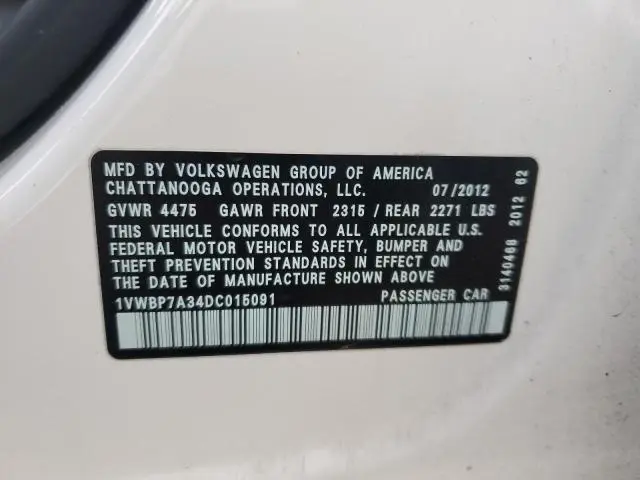 MFD BY VOLKSWAGEN GROUP OF AMERICA
CHATTANOOGA OPERATIONS, LLC. 07/2012
GVWR 4475 GAWR FRONT 2315 / REAR 2271 LBS
THIS VEHICLE CONFORMS TO ALL APPLICABLE U.S.
FEDERAL MOTOR VEHICLE SAFETY, BUMPER AND
THEFT PREVENTION STANDARDS IN EFFECT ON
THE DATE OF MANUFACTURE SHOWN ABOVE
1VWBP7A34DC015091 PASSENGER CAR
3140468 2012 62